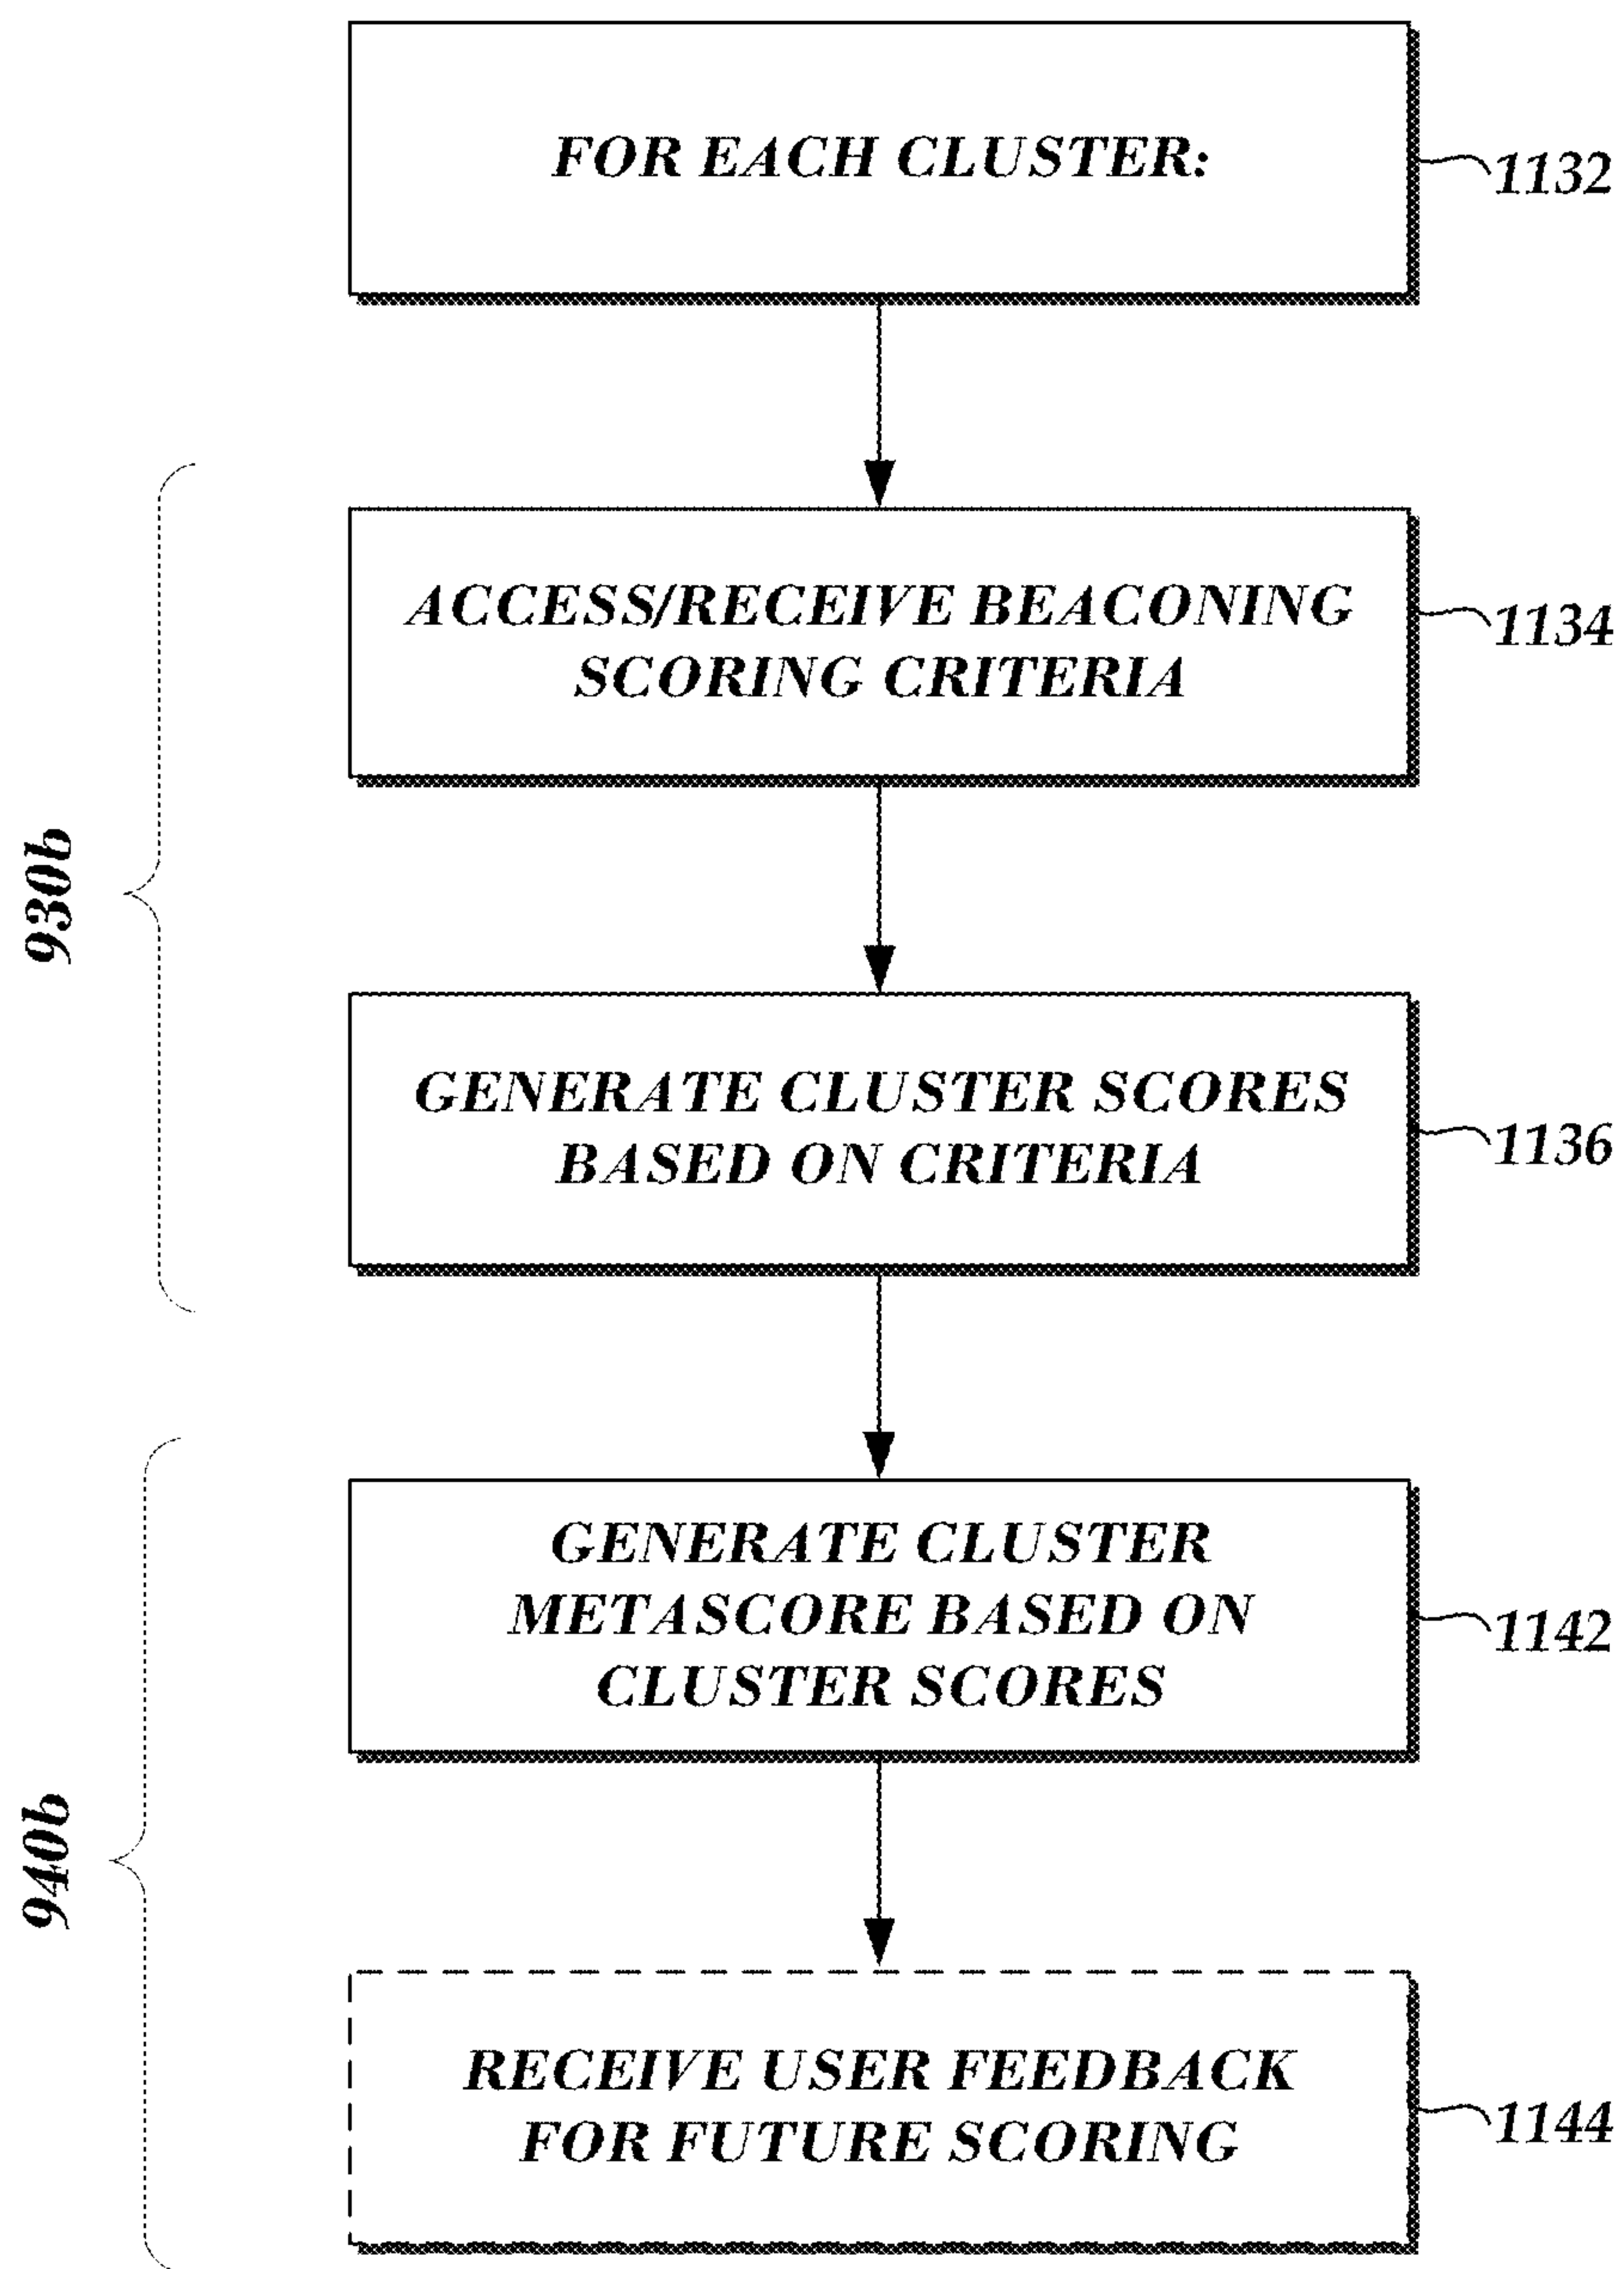 FOR EACH CLUSTER:
1132
930b
ACCESS/RECEIVE BEACONING
SCORING CRITERIA
1134
GENERATE CLUSTER SCORES
BASED ON CRITERIA
1136
940b
GENERATE CLUSTER
METASCORE BASED ON
CLUSTER SCORES
1142
RECEIVE USER FEEDBACK
FOR FUTURE SCORING
1144